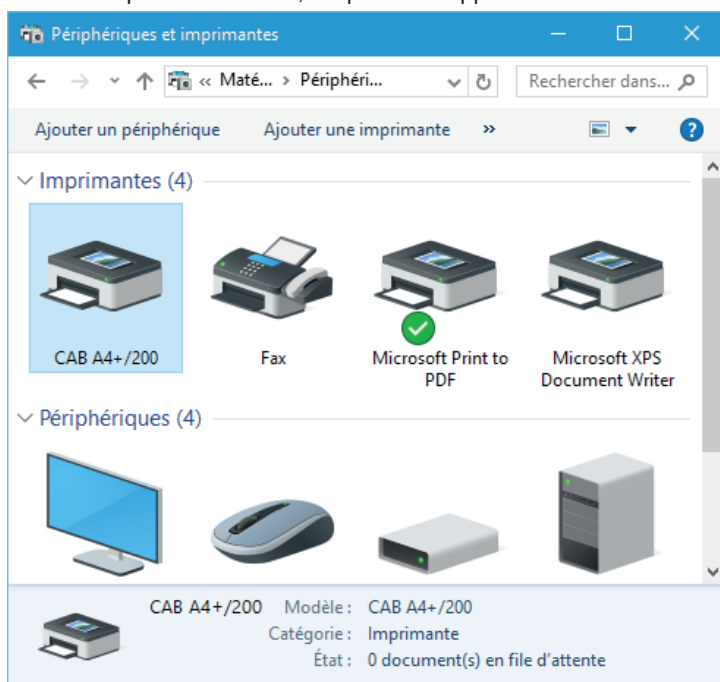 Périphériques et imprimantes
« Maté... › Périphéri...
Rechercher dans...
Ajouter un périphérique Ajouter une imprimante »
?
Imprimantes (4)
CAB A4+/200
Fax
Microsoft Print to
PDF
Microsoft XPS
Document Writer
Périphériques (4)
CAB A4+/200 Modèle : CAB A4+/200
Catégorie : Imprimante
État : 0 document(s) en file d'attente